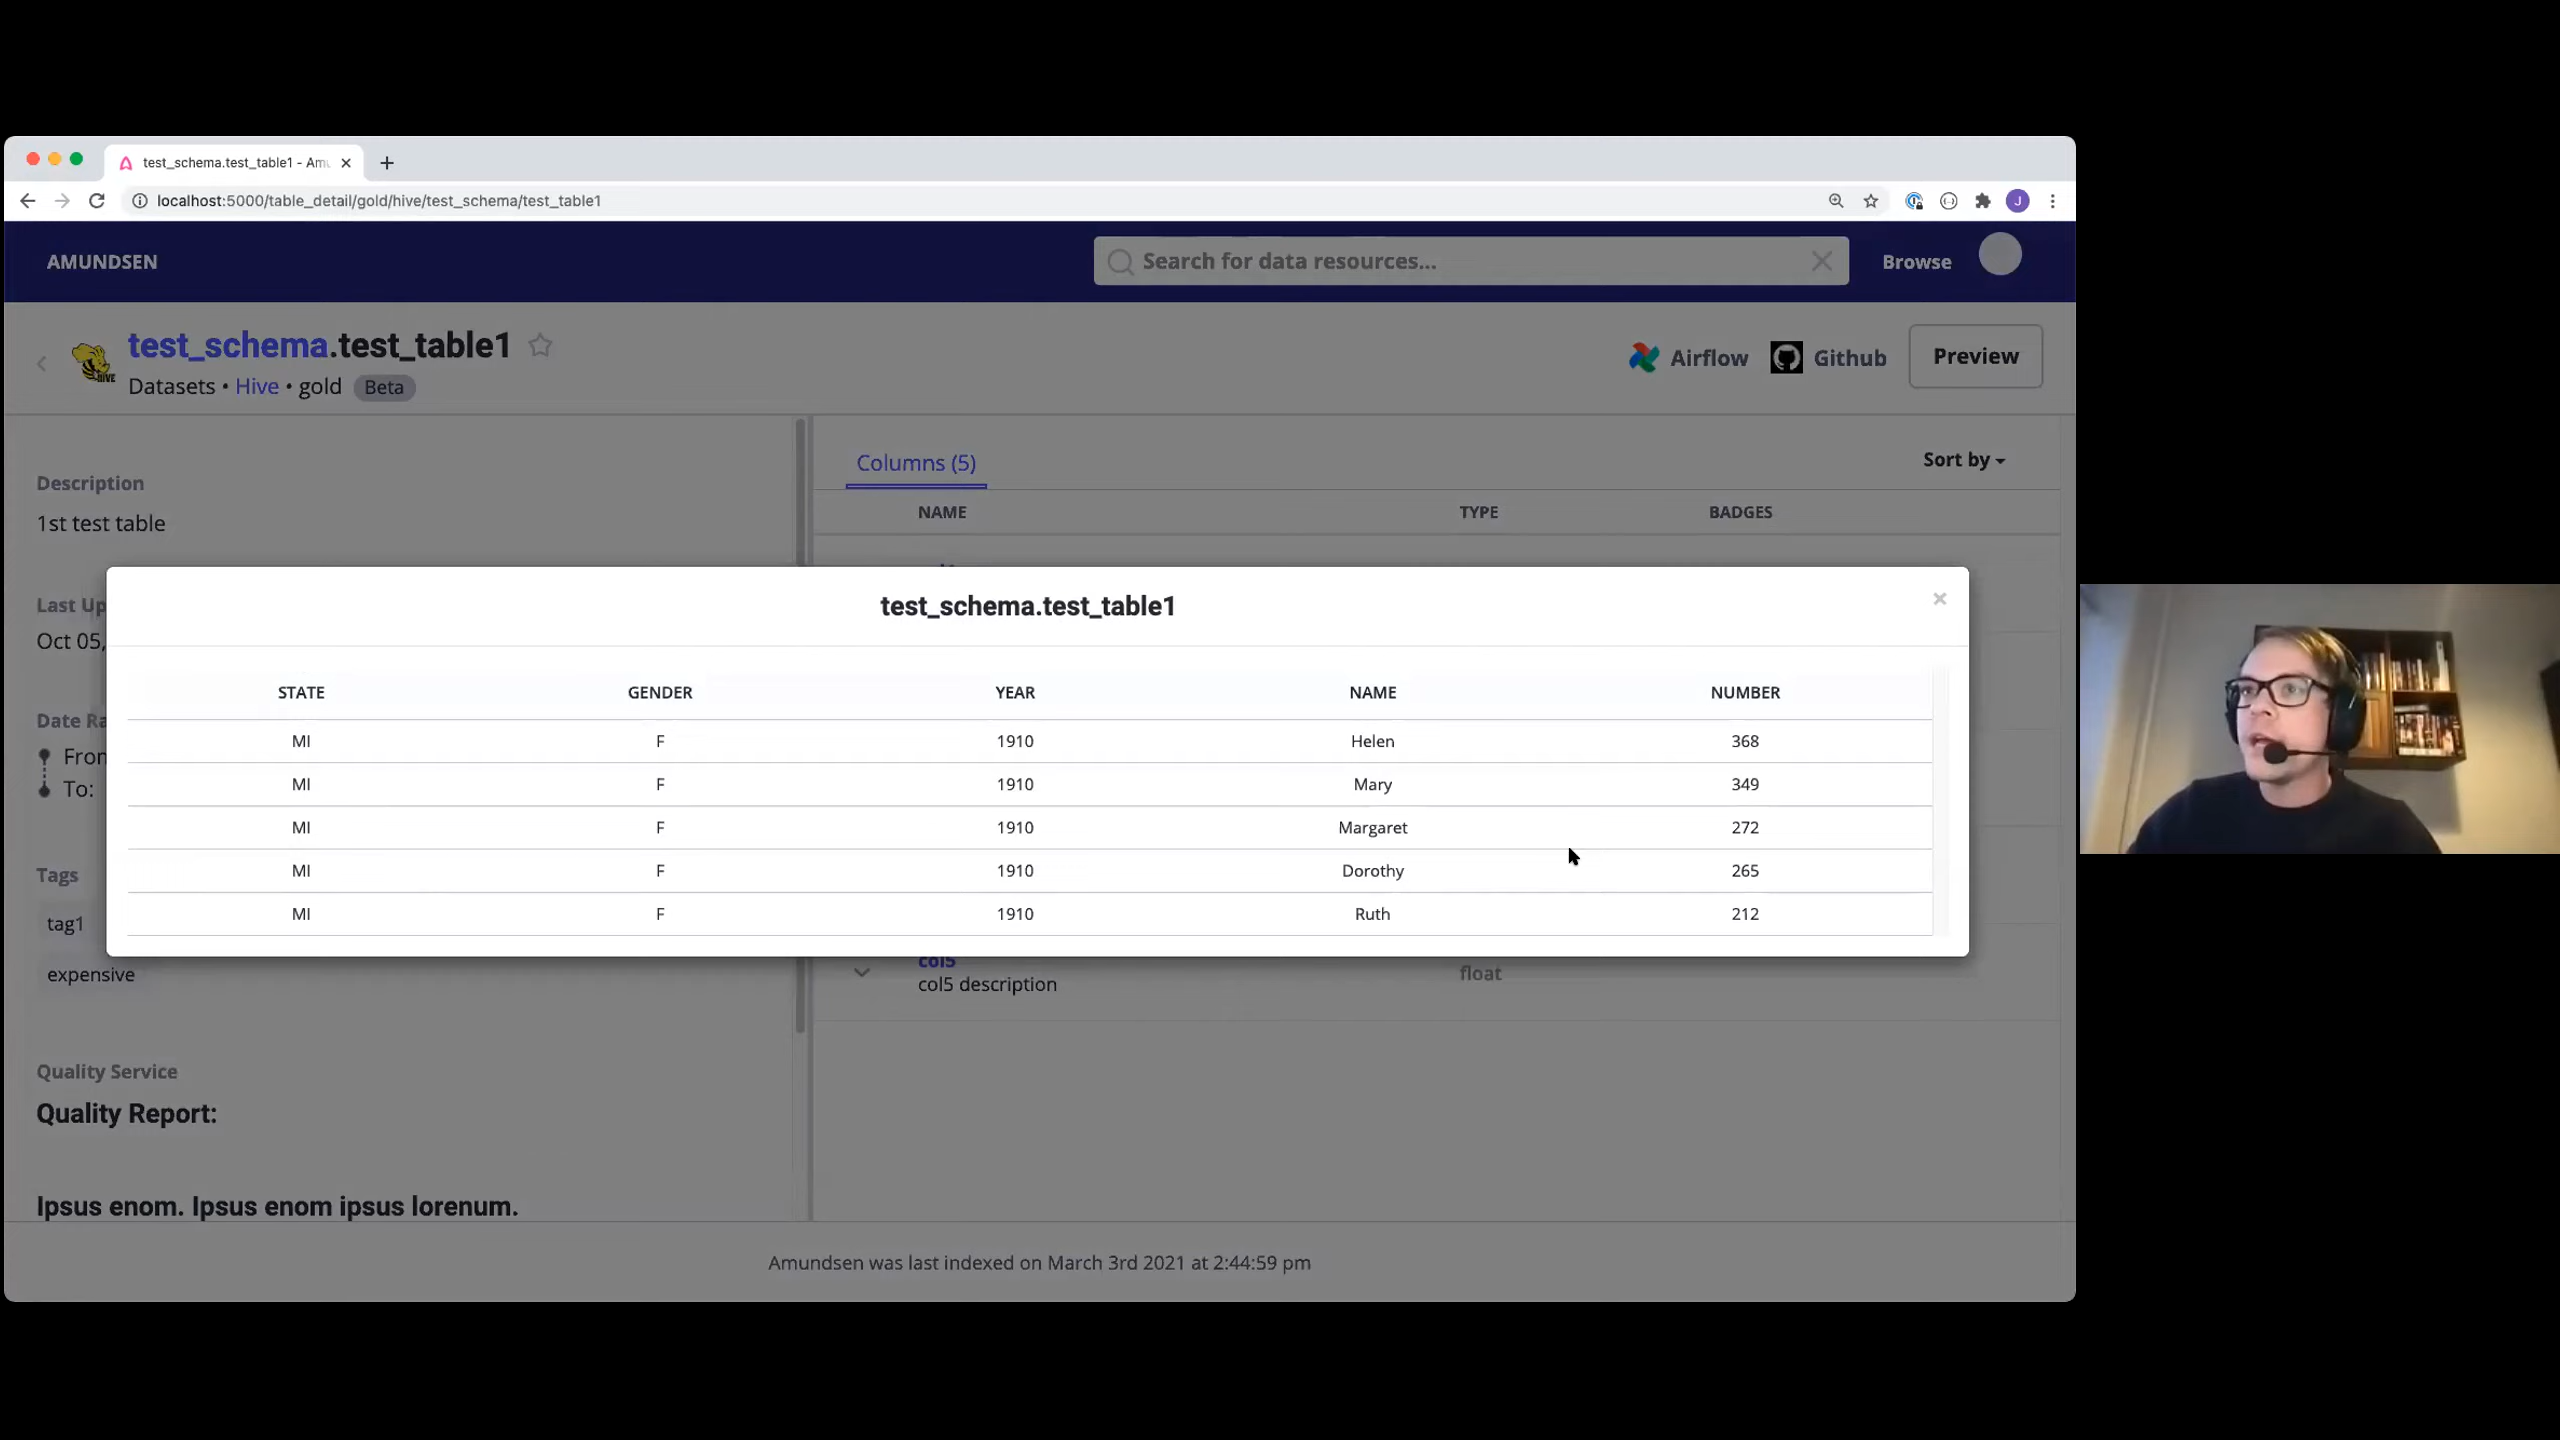 test_schema.test_table1 - Am
localhost:5000/table_detail/gold/hive/test_schema/test_table1
J
AMUNDSEN
Search for data resources...
Browse
HIVE
test_schema.test_table1
Datasets • Hive • gold Beta
Airflow
Github
Preview
Description
1st test table
Columns (5)
Sort by
NAME TYPE BADGES
Last Up
Oct 05,
Date Ra
From
To:
Tags
tag1
expensive
test_schema.test_table1
STATE GENDER YEAR NAME NUMBER
MI F 1910 Helen 368
MI F 1910 Mary 349
MI F 1910 Margaret 272
MI F 1910 Dorothy 265
MI F 1910 Ruth 212
col5 float
col5 description
Quality Service
Quality Report:
Ipsus enom. Ipsus enom ipsus lorenum.
Amundsen was last indexed on March 3rd 2021 at 2:44:59 pm